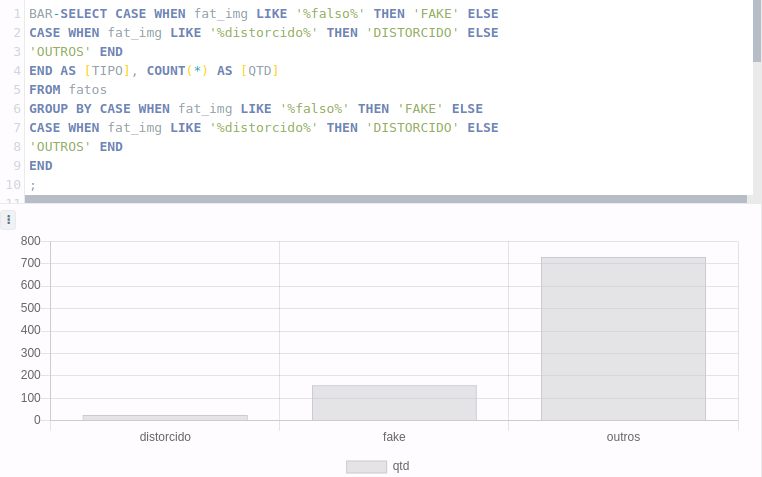 1 BAR-SELECT CASE WHEN fat_img LIKE '%falso%' THEN 'FAKE' ELSE
2 CASE WHEN fat_img LIKE '%distorcido%' THEN 'DISTORCIDO' ELSE
3 'OUTROS' END
4 END AS [TIPO], COUNT(*) AS [QTD]
5 FROM fatos
6 GROUP BY CASE WHEN fat_img LIKE '%falso%' THEN 'FAKE' ELSE
7 CASE WHEN fat_img LIKE '%distorcido%' THEN 'DISTORCIDO' ELSE
8 'OUTROS' END
9 END
10 ;
11
800
700
600
500
400
300
200
100
0
distorcido fake outros
qtd